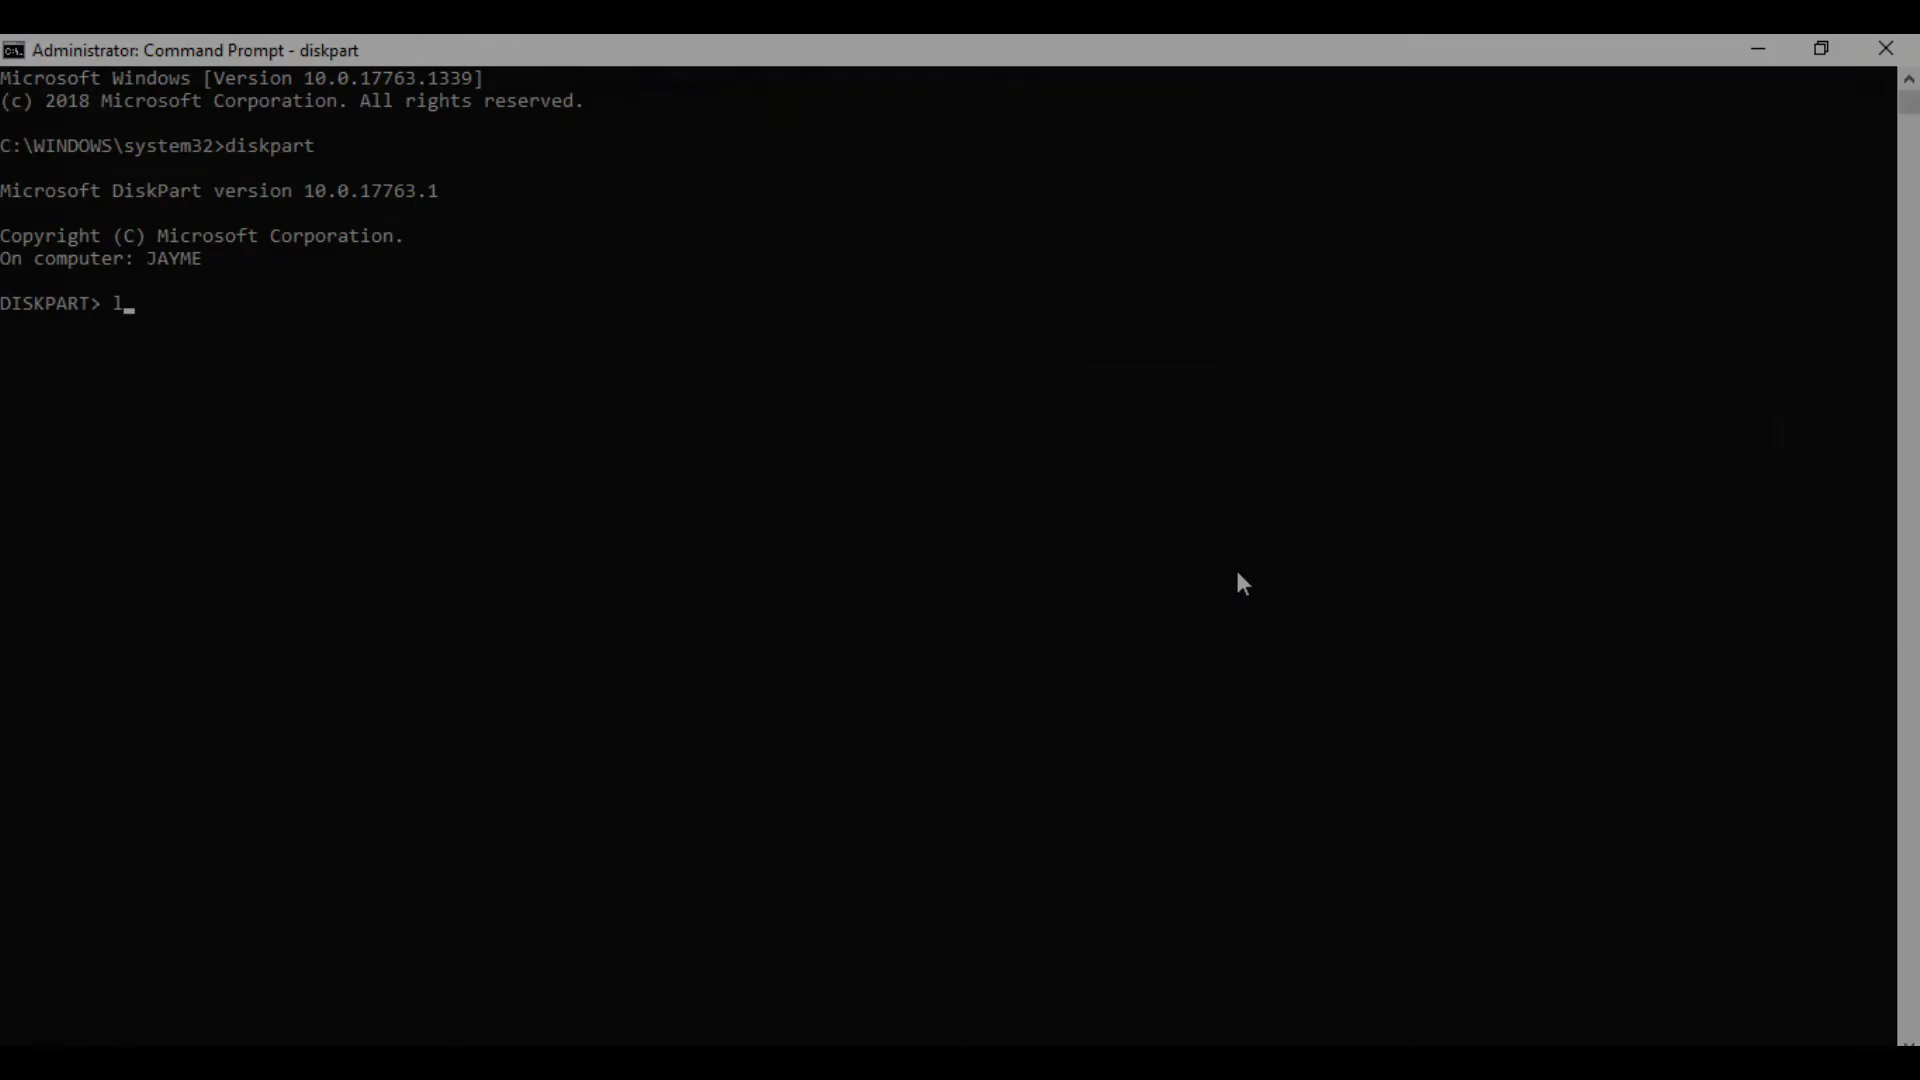 Administrator: Command Prompt - diskpart
Microsoft Windows [Version 10.0.17763.1339]
(c) 2018 Microsoft Corporation. All rights reserved.
C:\WINDOWS\system32>diskpart
Microsoft DiskPart version 10.0.17763.1
Copyright (C) Microsoft Corporation.
On computer: JAYME
DISKPART> l